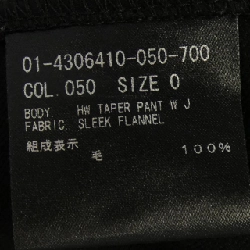 01-4306410-050-700
COL. 050 SIZE 0
BODY: HW TAPER PANT W J
FABRIC: SLEEK FLANNEL
組成表示
毛 100%